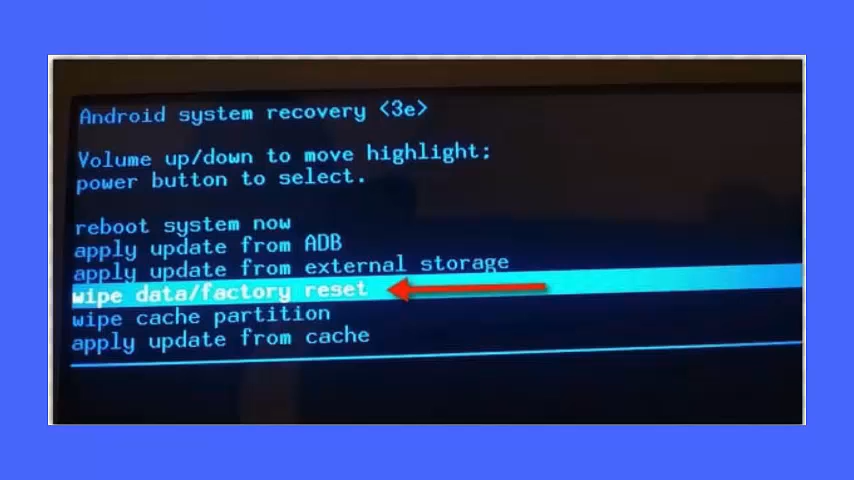 Android system recovery <3e>
Volume up/down to move highlight;
power button to select.
reboot system now
apply update from ADB
apply update from external storage
wipe data/factory reset
wipe cache partition
apply update from cache